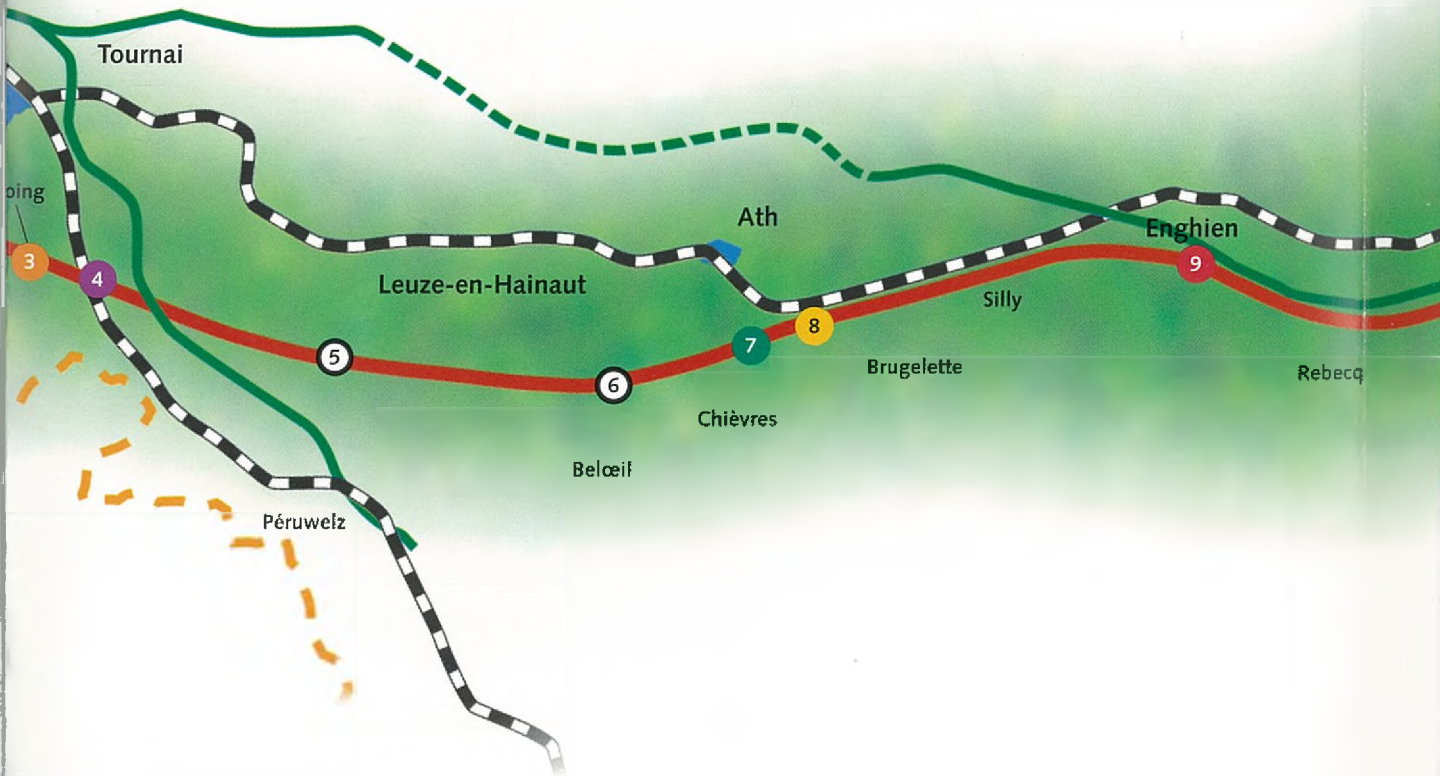 Tournai
oing
Ath
Enghien
3
4
9
Leuze-en-Hainaut
Silly
8
7
5
Brugelette
Rebecq
6
Chièvres
Belœil
Péruwelz